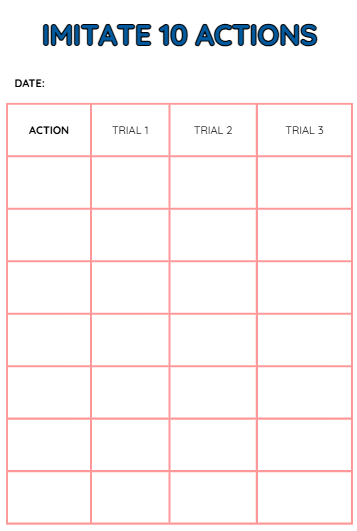 IMITATE 10 ACTIONS
DATE:
ACTION TRIAL 1 TRIAL 2 TRIAL 3